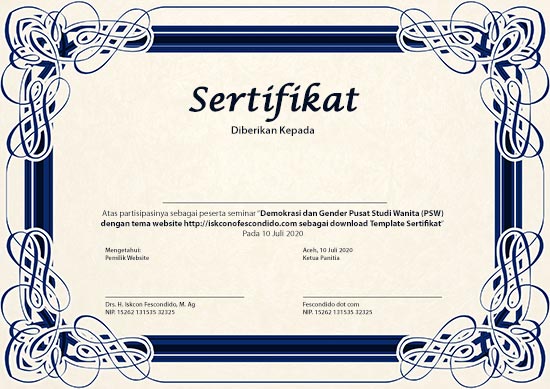 Sertifikat
Diberikan Kepada
Atas partisipasinya sebagai peserta seminar "Demokrasi dan Gender Pusat Studi Wanita (PSW)
dengan tema website http://iskconofescondido.com sebagai download Template Sertifikat"
Pada 10 Juli 2020
Mengetahui:
Pemilik Website
Aceh, 10 Juli 2020
Ketua Panitia
Drs. H. Iskcon Fescondido, M. Ag
NIP. 15262 131535 32325
Fescondido dot com
NIP. 15262 131535 32325